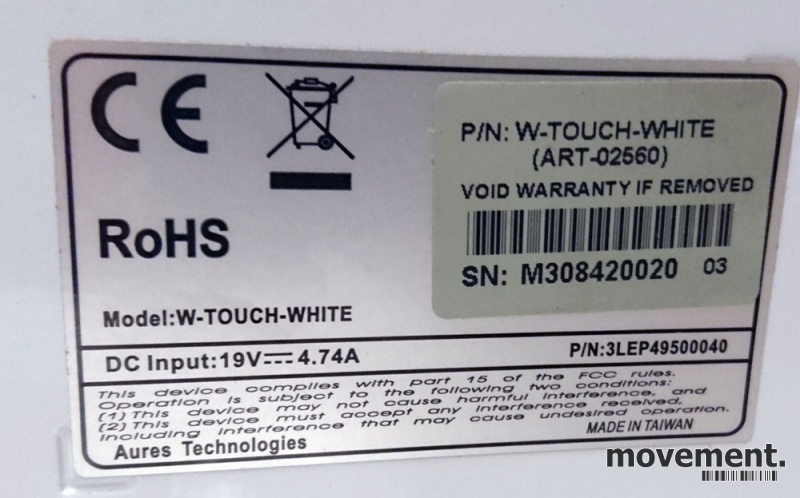 CE
P/N: W-TOUCH-WHITE
(ART-02560)
VOID WARRANTY IF REMOVED
SN: M308420020 03
RoHS
Model:W-TOUCH-WHITE
DC Input:19V⎓4.74A
P/N:3LEP49500040
This device complies with part 15 of the FCC rules.
Operation is subject to the following two conditions:
(1) This device may not cause harmful interference, and
(2) This device must accept any interference received,
including interference that may cause undesired operation.
Aures Technologies
MADE IN TAIWAN
movement.